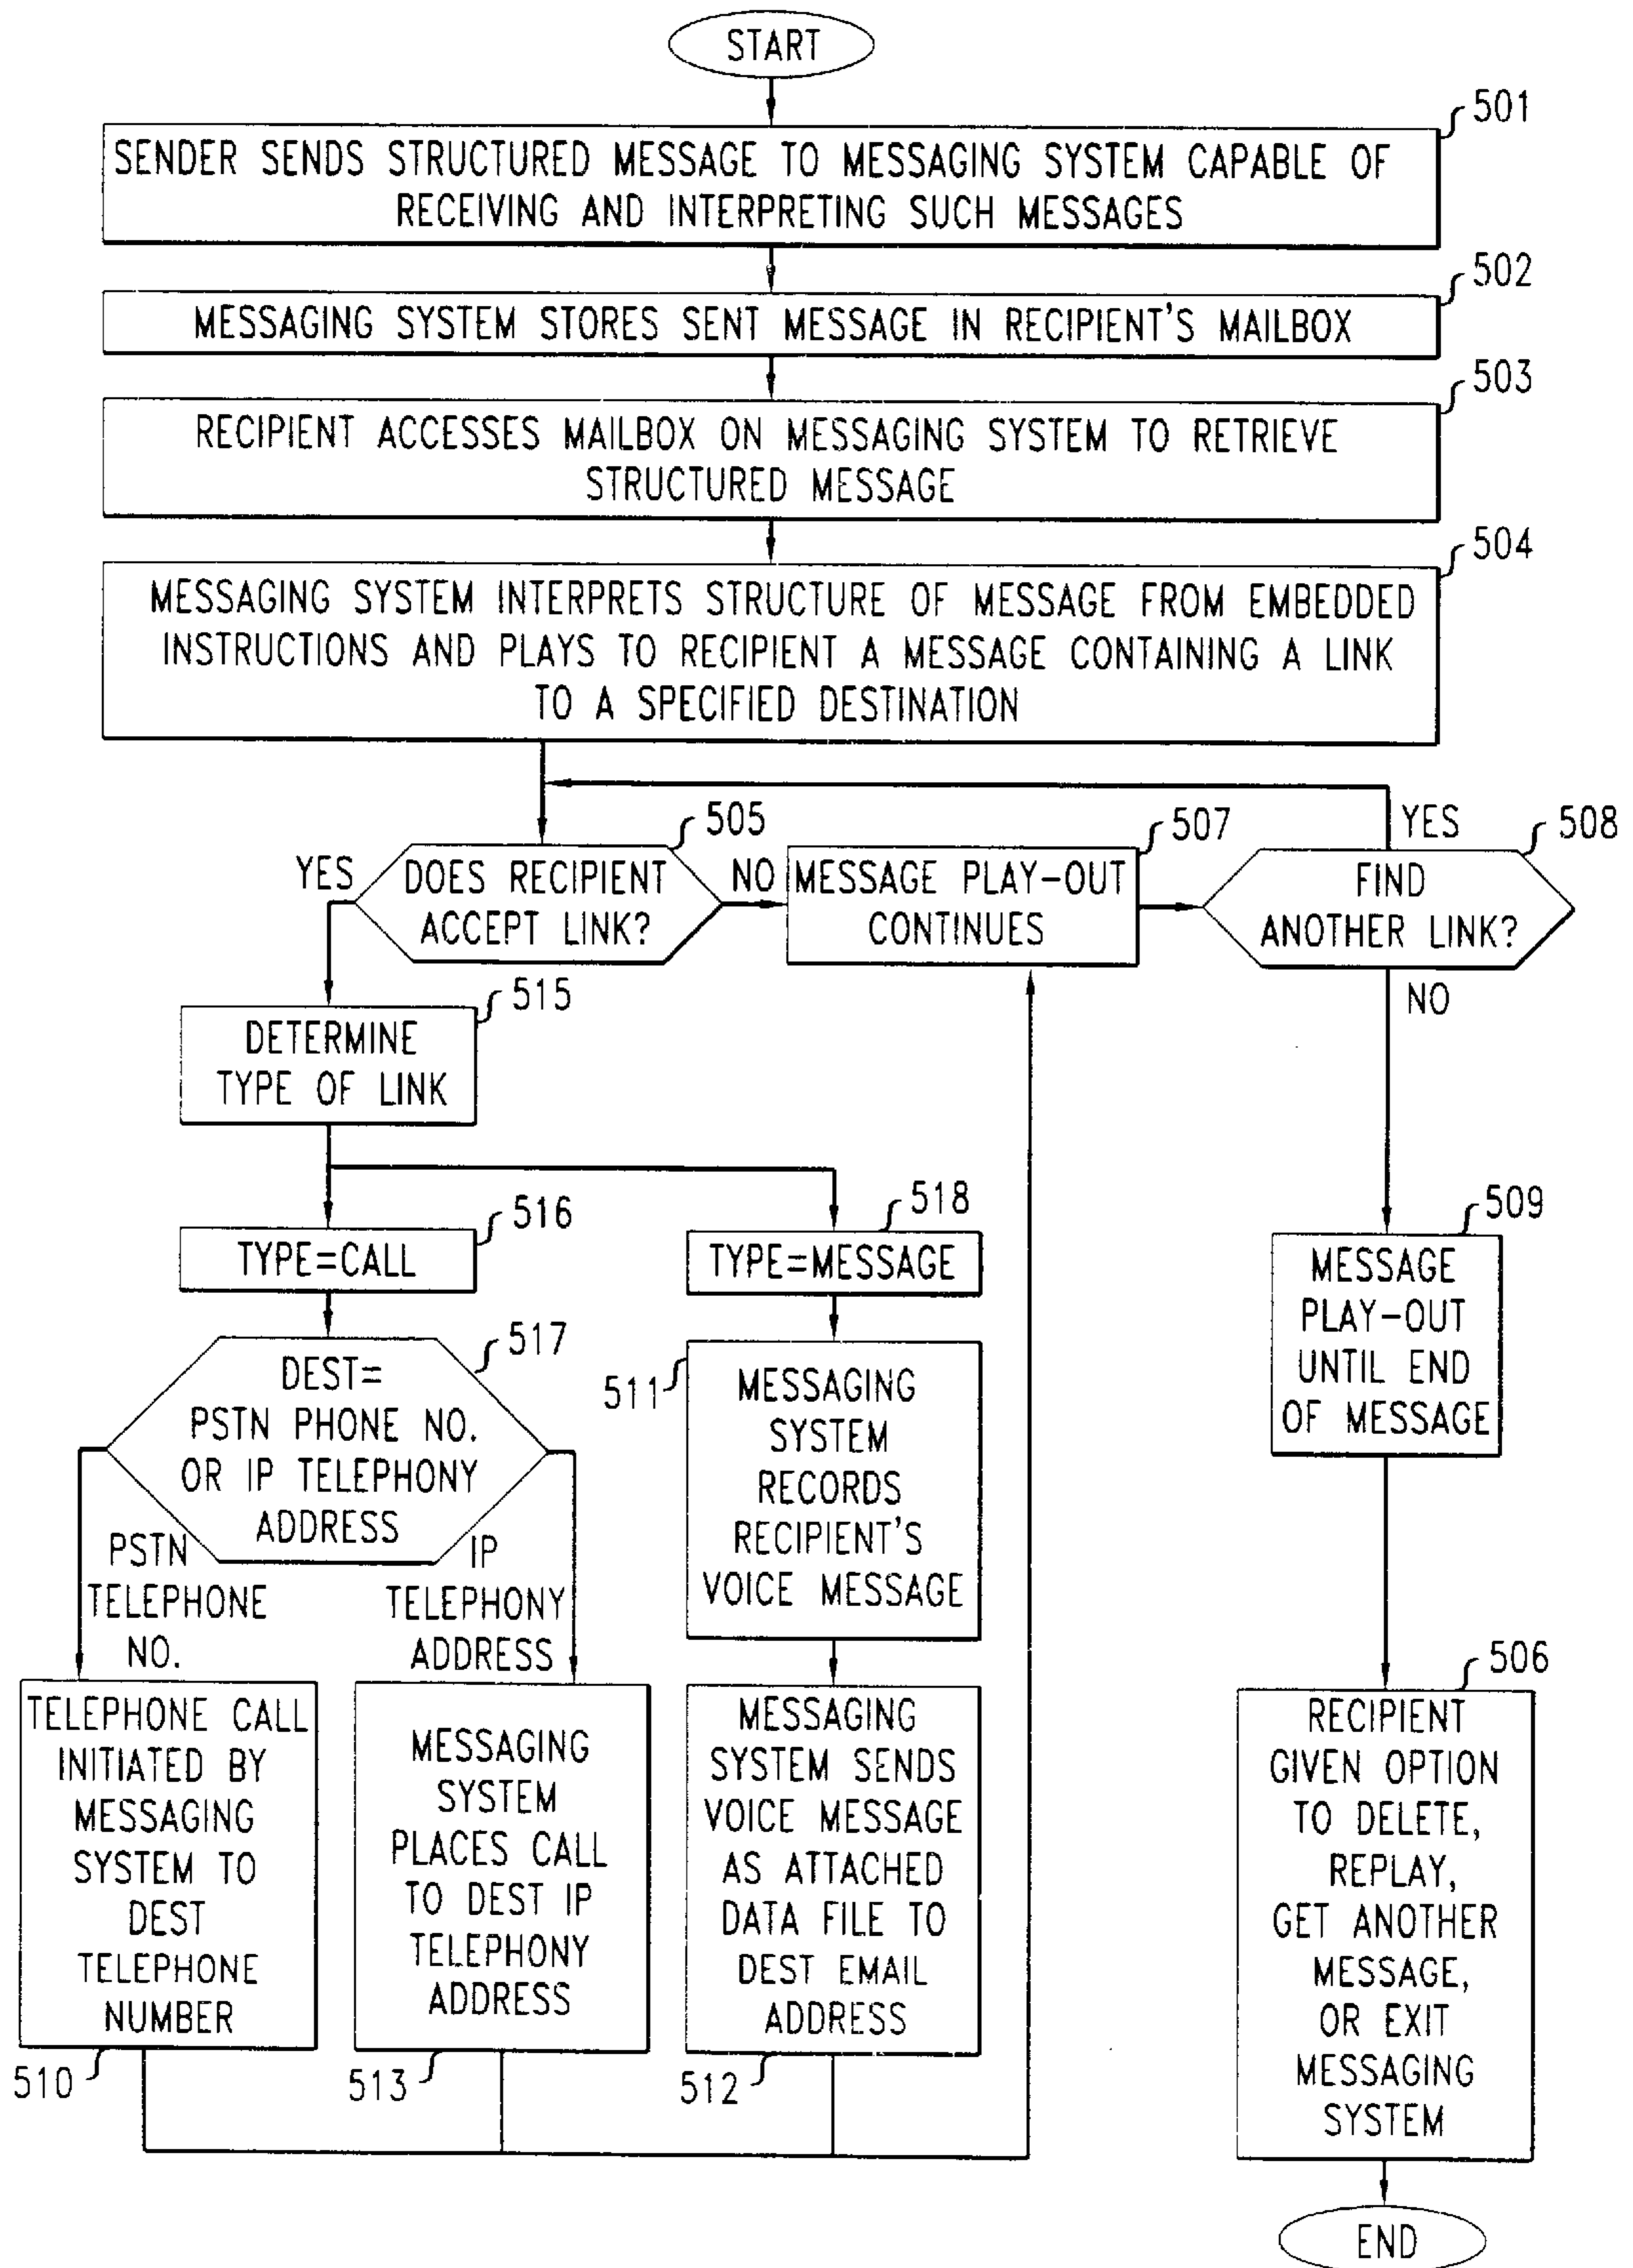 START
501
SENDER SENDS STRUCTURED MESSAGE TO MESSAGING SYSTEM CAPABLE OF
RECEIVING AND INTERPRETING SUCH MESSAGES
502
MESSAGING SYSTEM STORES SENT MESSAGE IN RECIPIENT'S MAILBOX
503
RECIPIENT ACCESSES MAILBOX ON MESSAGING SYSTEM TO RETRIEVE
STRUCTURED MESSAGE
504
MESSAGING SYSTEM INTERPRETS STRUCTURE OF MESSAGE FROM EMBEDDED
INSTRUCTIONS AND PLAYS TO RECIPIENT A MESSAGE CONTAINING A LINK
TO A SPECIFIED DESTINATION
505
YES
DOES RECIPIENT
ACCEPT LINK?
NO
507
MESSAGE PLAY-OUT
CONTINUES
YES
508
FIND
ANOTHER LINK?
NO
515
DETERMINE
TYPE OF LINK
516
TYPE=CALL
518
TYPE=MESSAGE
517
DEST=
PSTN PHONE NO.
OR IP TELEPHONY
ADDRESS
PSTN
TELEPHONE
NO.
IP
TELEPHONY
ADDRESS
511
MESSAGING
SYSTEM
RECORDS
RECIPIENT'S
VOICE MESSAGE
509
MESSAGE
PLAY-OUT
UNTIL END
OF MESSAGE
TELEPHONE CALL
INITIATED BY
MESSAGING
SYSTEM TO
DEST
TELEPHONE
NUMBER
510
MESSAGING
SYSTEM
PLACES CALL
TO DEST IP
TELEPHONY
ADDRESS
513
MESSAGING
SYSTEM SENDS
VOICE MESSAGE
AS ATTACHED
DATA FILE TO
DEST EMAIL
ADDRESS
512
506
RECIPIENT
GIVEN OPTION
TO DELETE,
REPLAY,
GET ANOTHER
MESSAGE,
OR EXIT
MESSAGING
SYSTEM
END